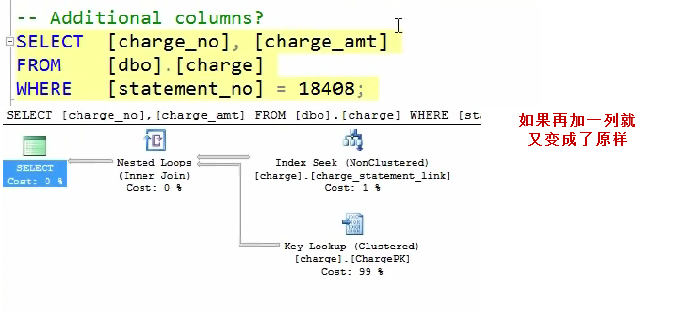 -- Additional columns?
SELECT [charge_no], [charge_amt]
FROM [dbo].[charge]
WHERE [statement_no] = 18408;
SELECT [charge_no],[charge_amt] FROM [dbo].[charge] WHERE [sta
如果再加一列就
又变成了原样
SELECT
Cost: 0 %
Nested Loops
(Inner Join)
Cost: 0 %
Index Seek (NonClustered)
[charge].[charge_statement_link]
Cost: 1 %
Key Lookup (Clustered)
[charge].[ChargePK]
Cost: 99 %